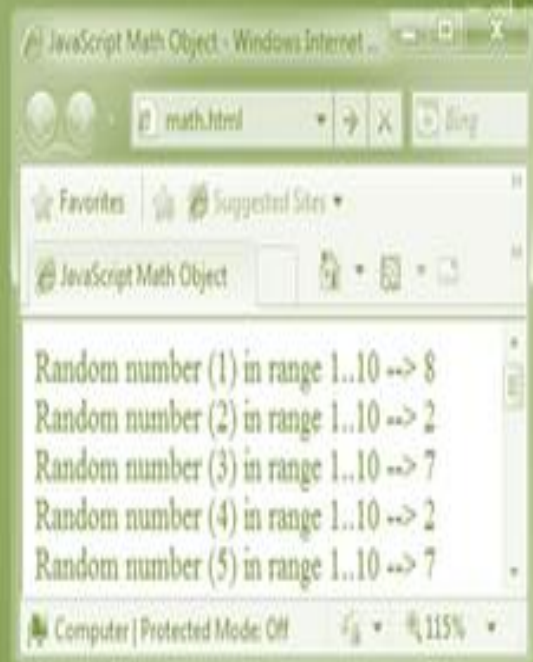 JavaScript Math Object - Windows Internet ...
math.html
Bing
Favorites Suggested Sites
JavaScript Math Object
Random number (1) in range 1..10 --> 8
Random number (2) in range 1..10 --> 2
Random number (3) in range 1..10 --> 7
Random number (4) in range 1..10 --> 2
Random number (5) in range 1..10 --> 7
Computer | Protected Mode: Off 115%